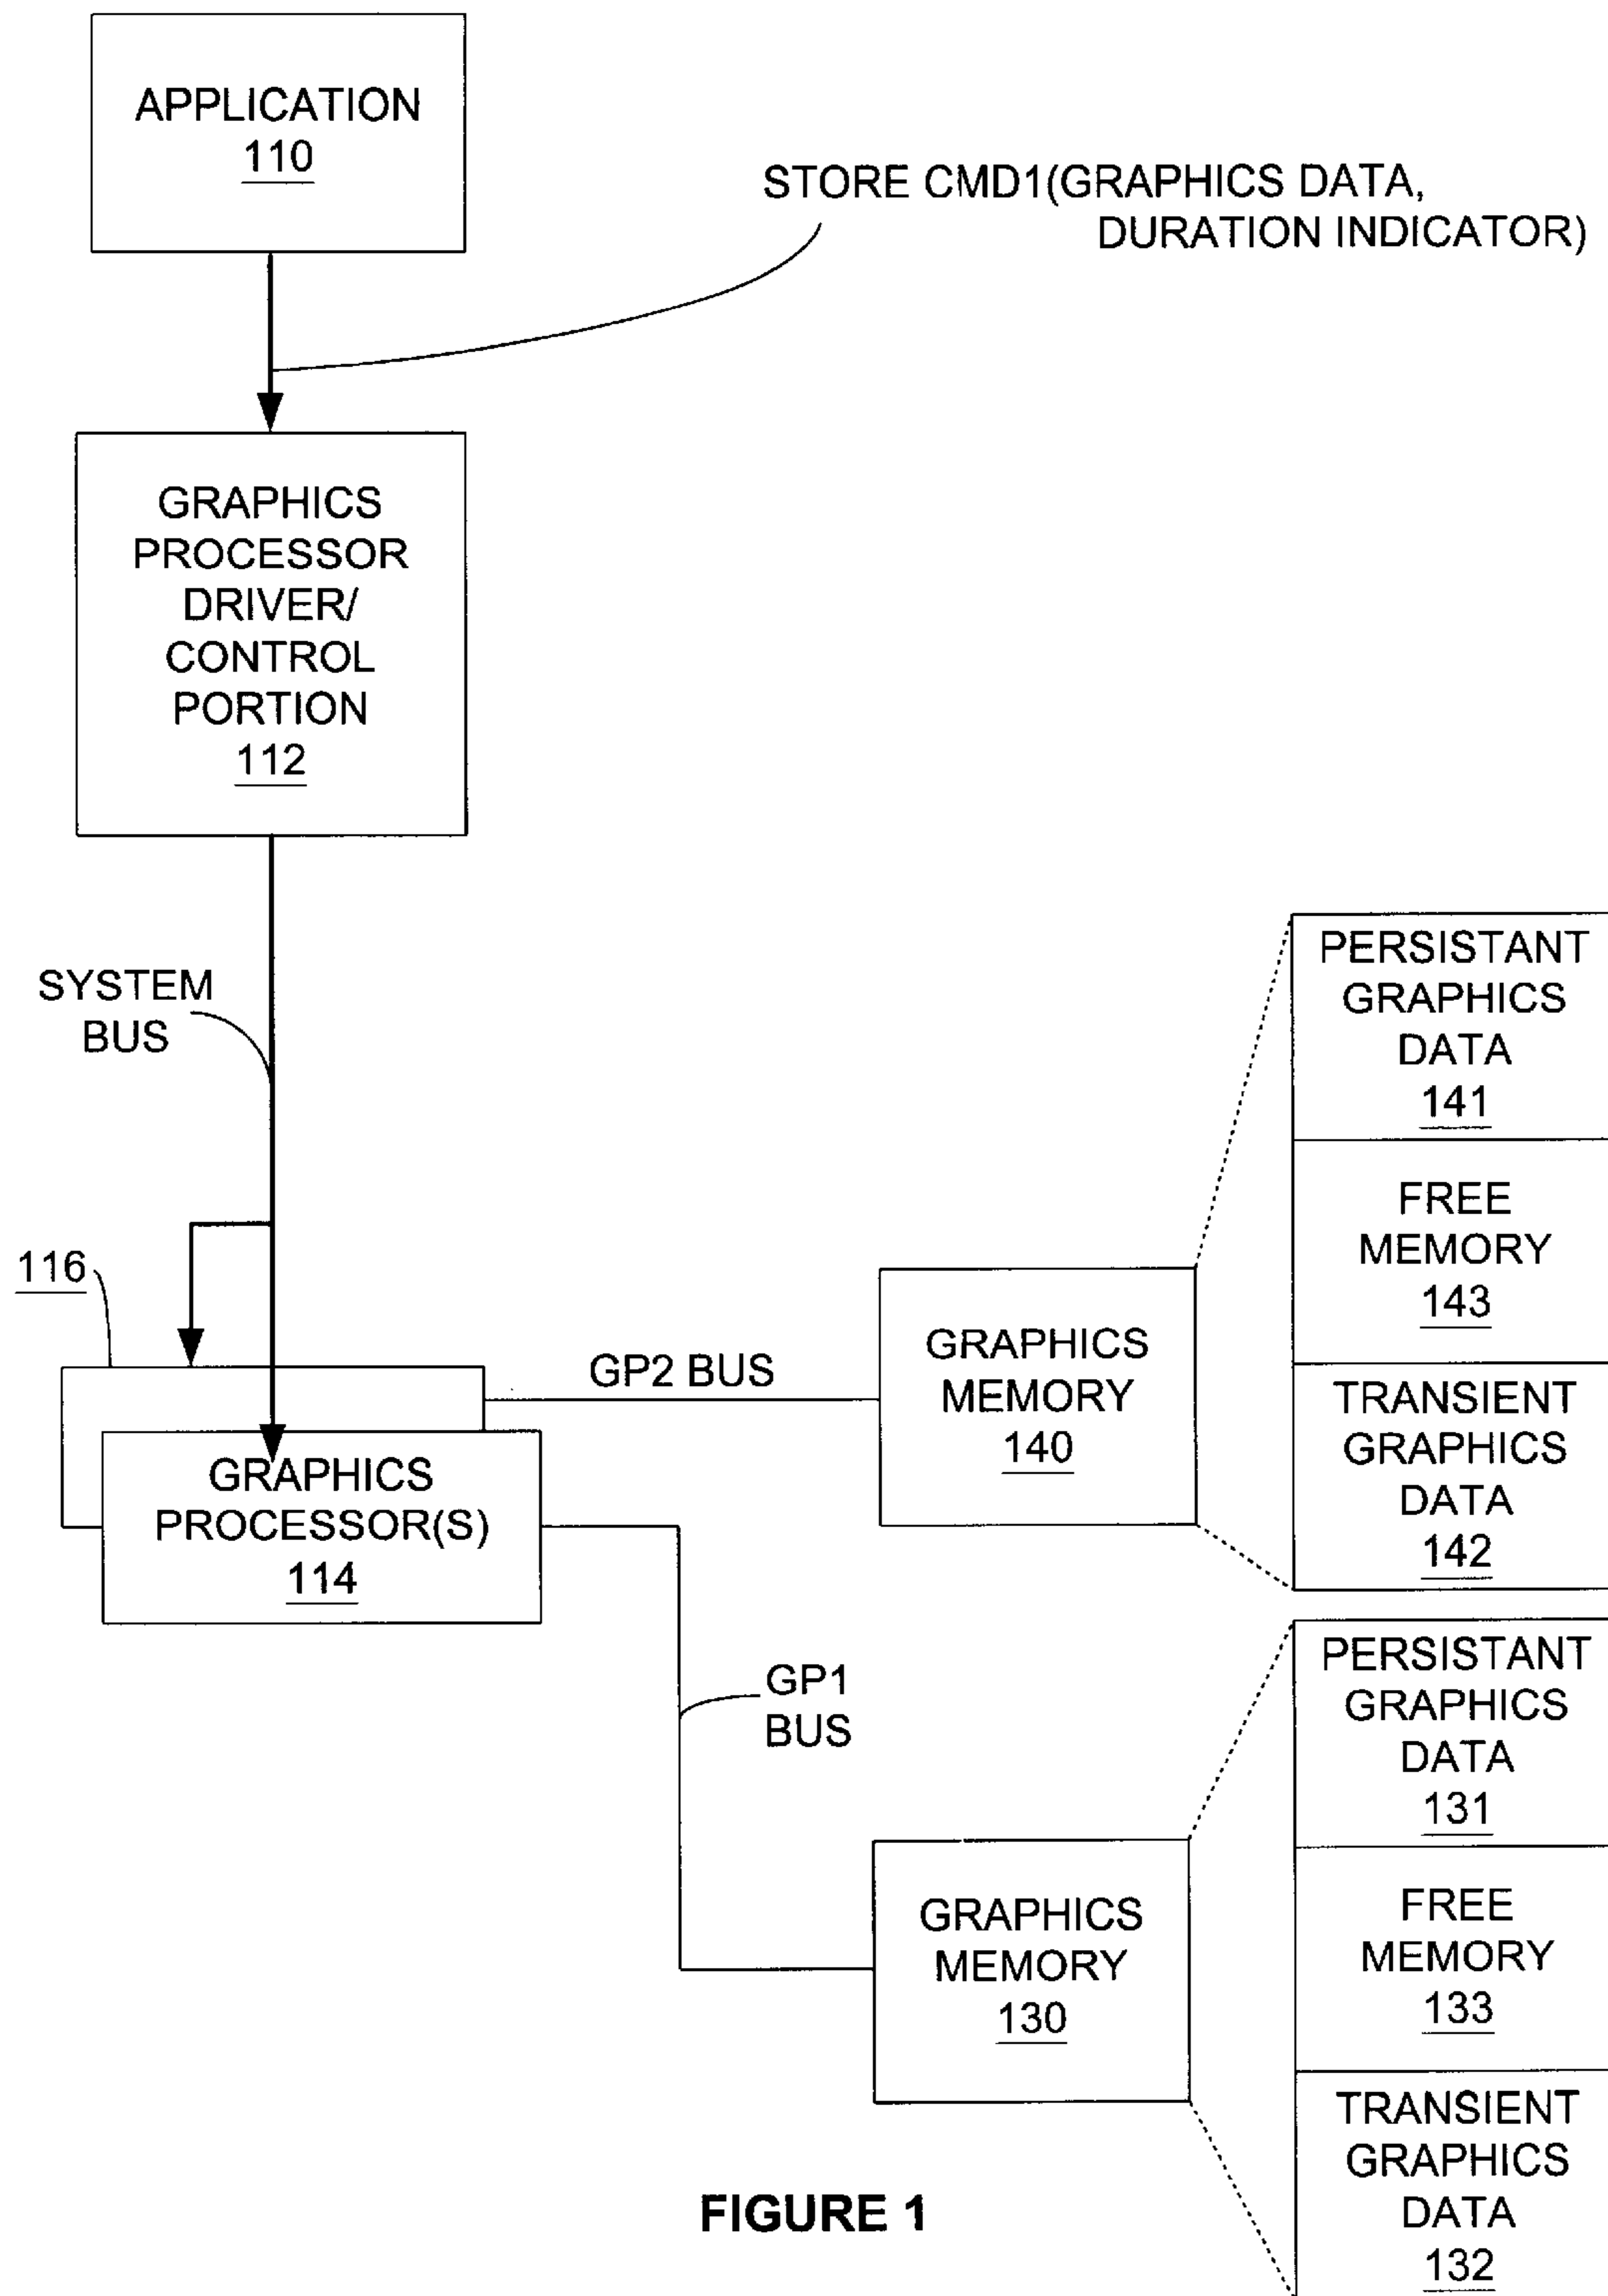 APPLICATION
110
STORE CMD1(GRAPHICS DATA,
DURATION INDICATOR)
GRAPHICS
PROCESSOR
DRIVER/
CONTROL
PORTION
112
SYSTEM
BUS
116
GRAPHICS
PROCESSOR(S)
114
GP2 BUS
GRAPHICS
MEMORY
140
PERSISTANT
GRAPHICS
DATA
141
FREE
MEMORY
143
TRANSIENT
GRAPHICS
DATA
142
GP1
BUS
GRAPHICS
MEMORY
130
PERSISTANT
GRAPHICS
DATA
131
FREE
MEMORY
133
TRANSIENT
GRAPHICS
DATA
132
FIGURE 1